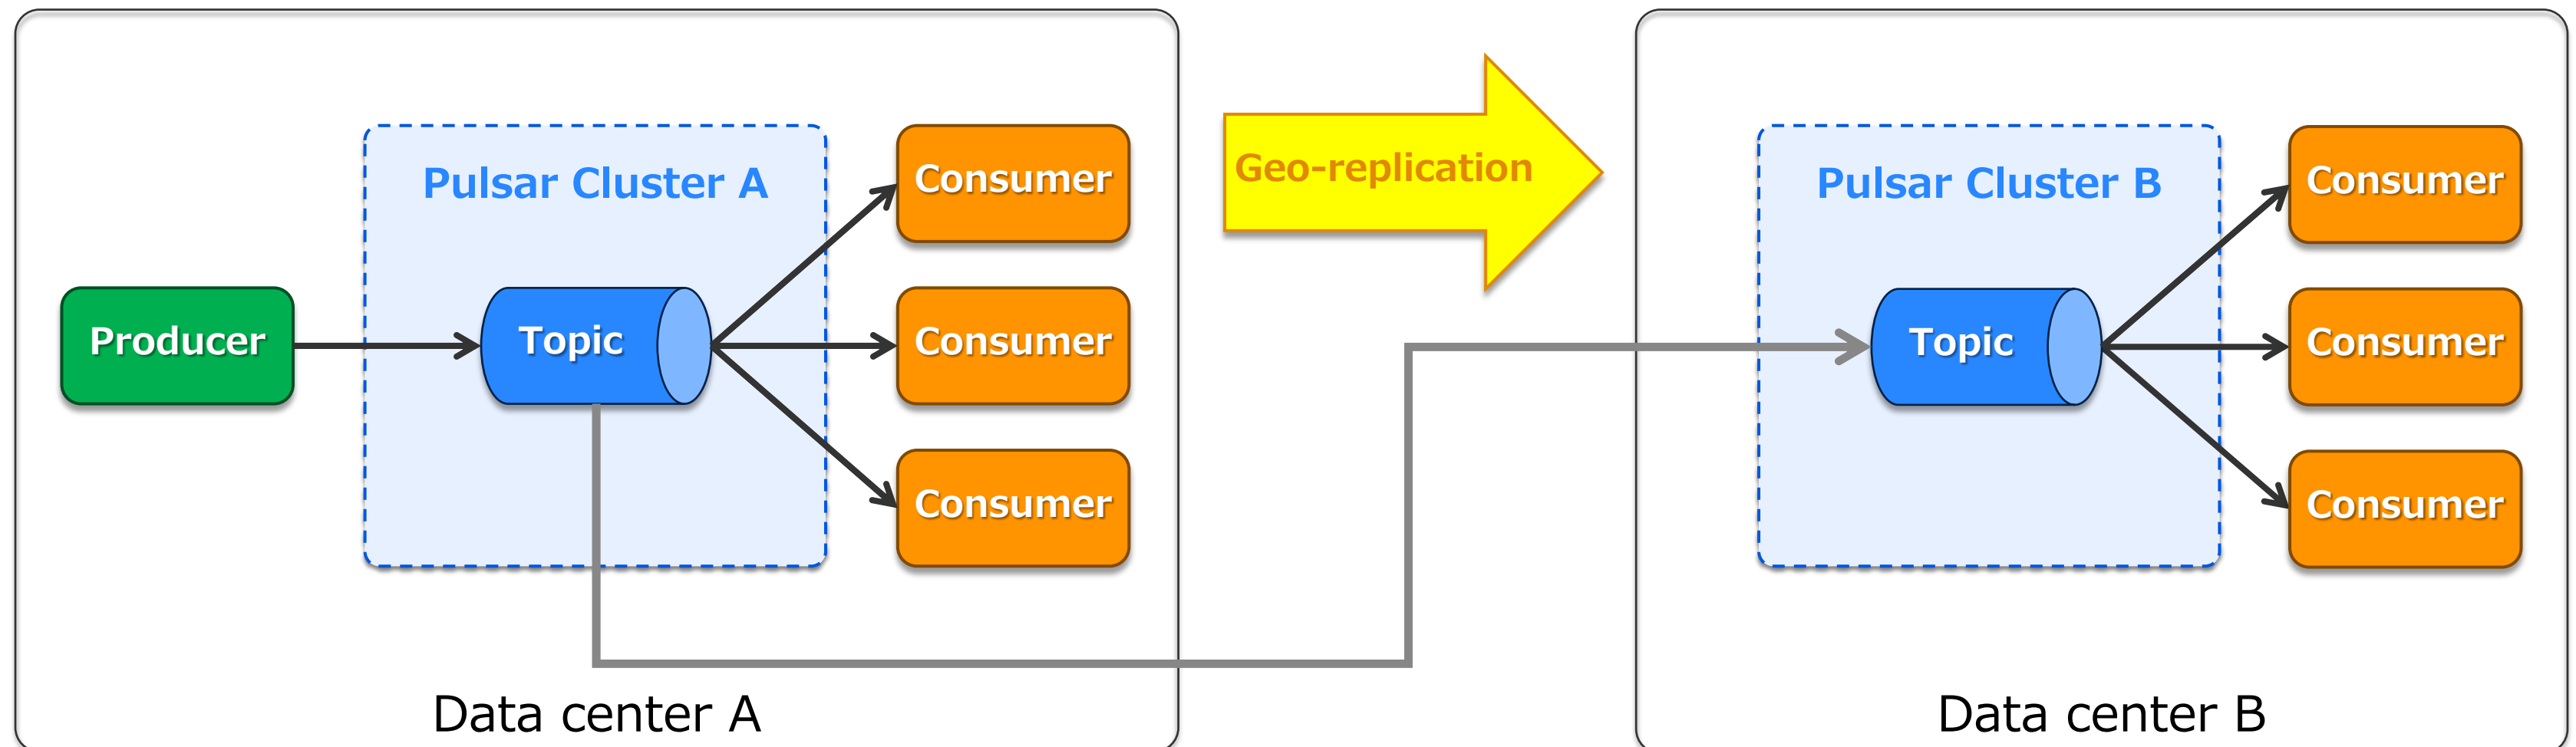 Pulsar Cluster A
Producer
Topic
Consumer
Consumer
Consumer
Data center A
Geo-replication
Pulsar Cluster B
Topic
Consumer
Consumer
Consumer
Data center B